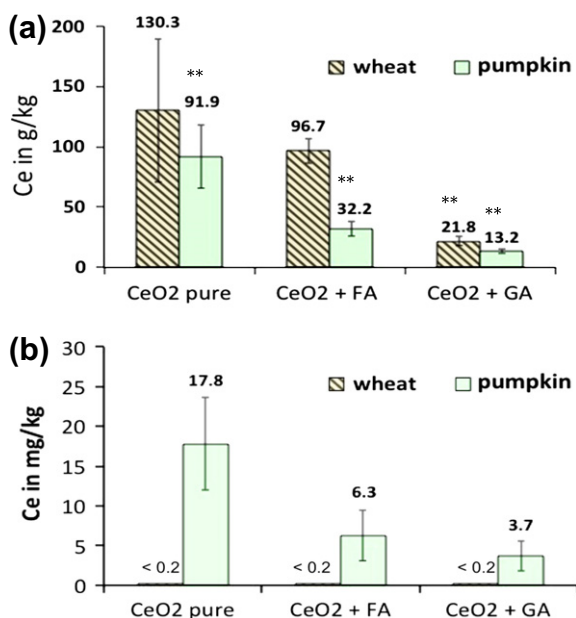 (a)
200
150
100
50
0
Ce in g/kg
wheat
pumpkin
130.3
**
91.9
96.7
**
32.2
**
21.8
**
13.2
CeO2 pure
CeO2 + FA
CeO2 + GA
(b)
30
25
20
15
10
5
0
Ce in mg/kg
wheat
pumpkin
< 0.2
17.8
< 0.2
6.3
< 0.2
3.7
CeO2 pure
CeO2 + FA
CeO2 + GA